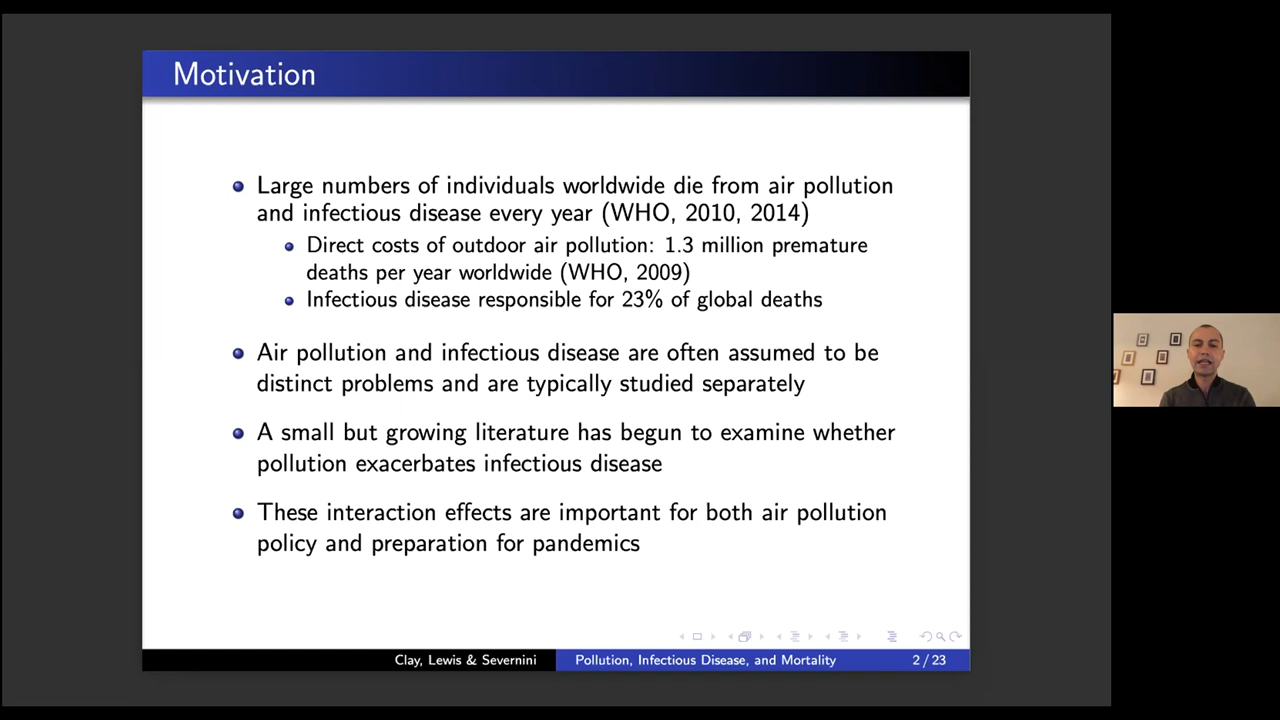 Motivation
Large numbers of individuals worldwide die from air pollution
and infectious disease every year (WHO, 2010, 2014)
Direct costs of outdoor air pollution: 1.3 million premature
deaths per year worldwide (WHO, 2009)
Infectious disease responsible for 23% of global deaths
Air pollution and infectious disease are often assumed to be
distinct problems and are typically studied separately
A small but growing literature has begun to examine whether
pollution exacerbates infectious disease
These interaction effects are important for both air pollution
policy and preparation for pandemics
Clay, Lewis & Severnini
Pollution, Infectious Disease, and Mortality
2 / 23